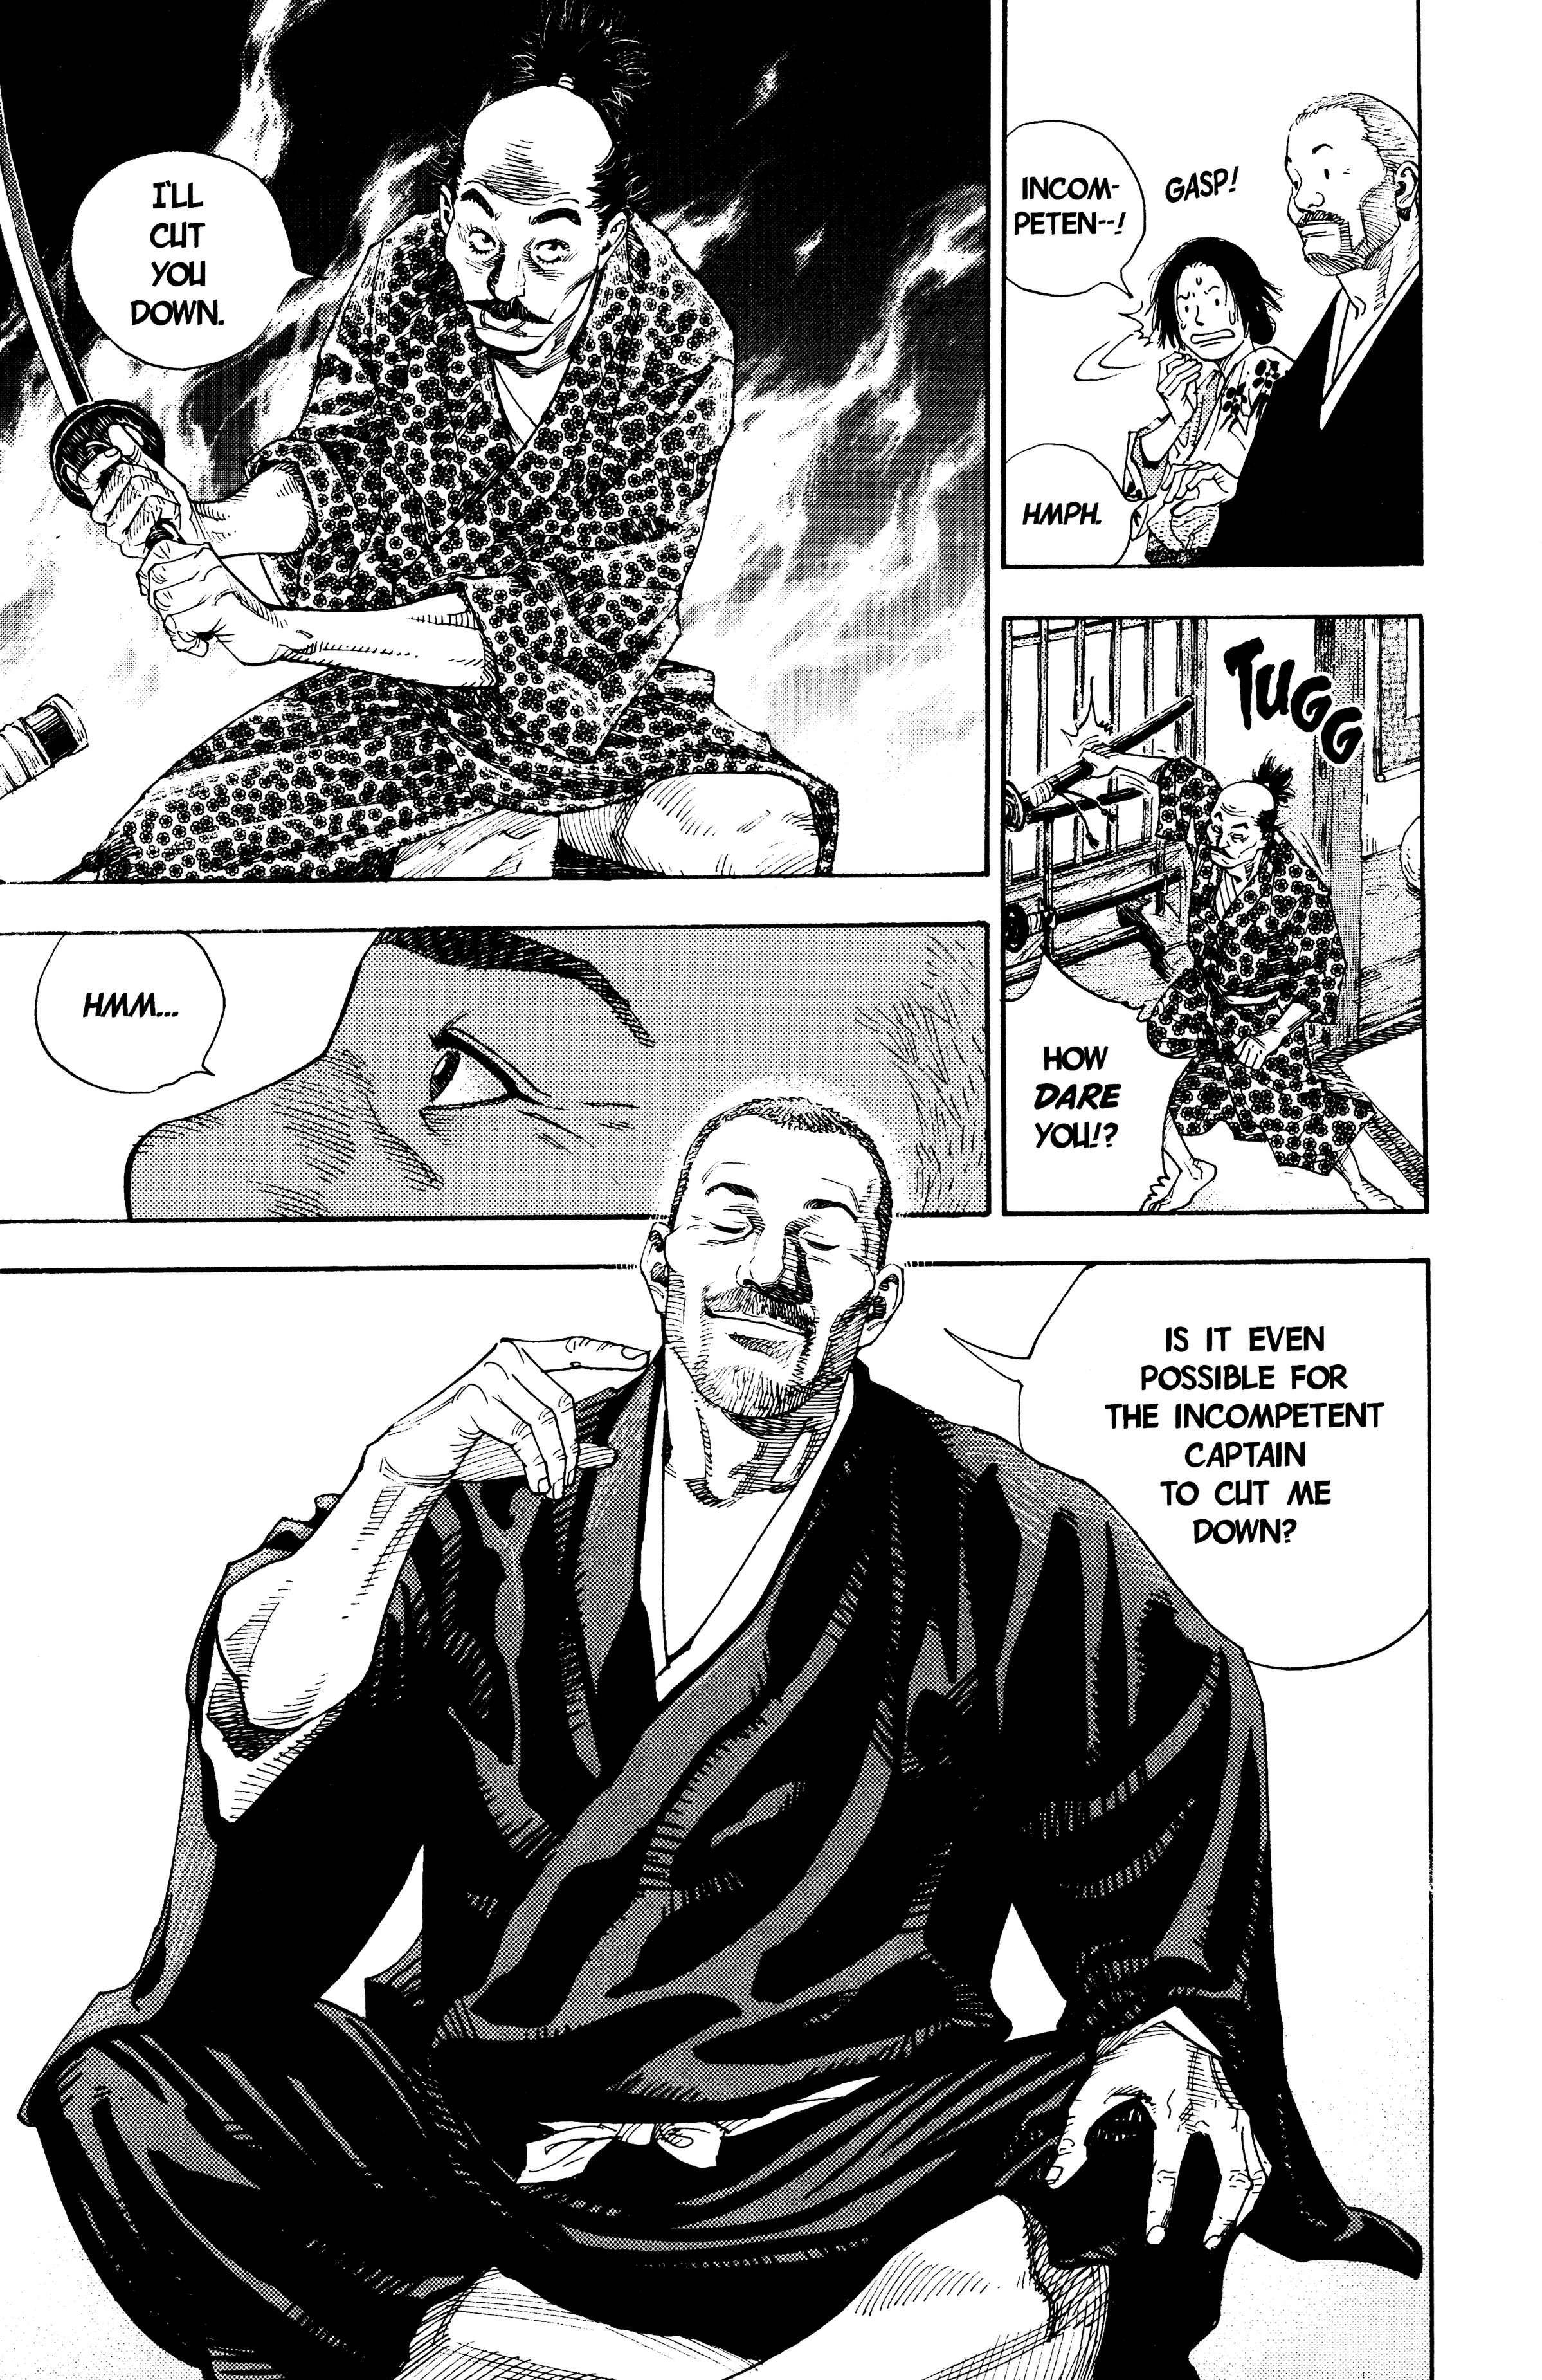 INCOM-
PETEN--!
GASP!
HMPH.
TUGG
HOW
DARE
YOU!?
I'LL
CUT
YOU
DOWN.
HMM...
IS IT EVEN
POSSIBLE FOR
THE INCOMPETENT
CAPTAIN
TO CUT ME
DOWN?